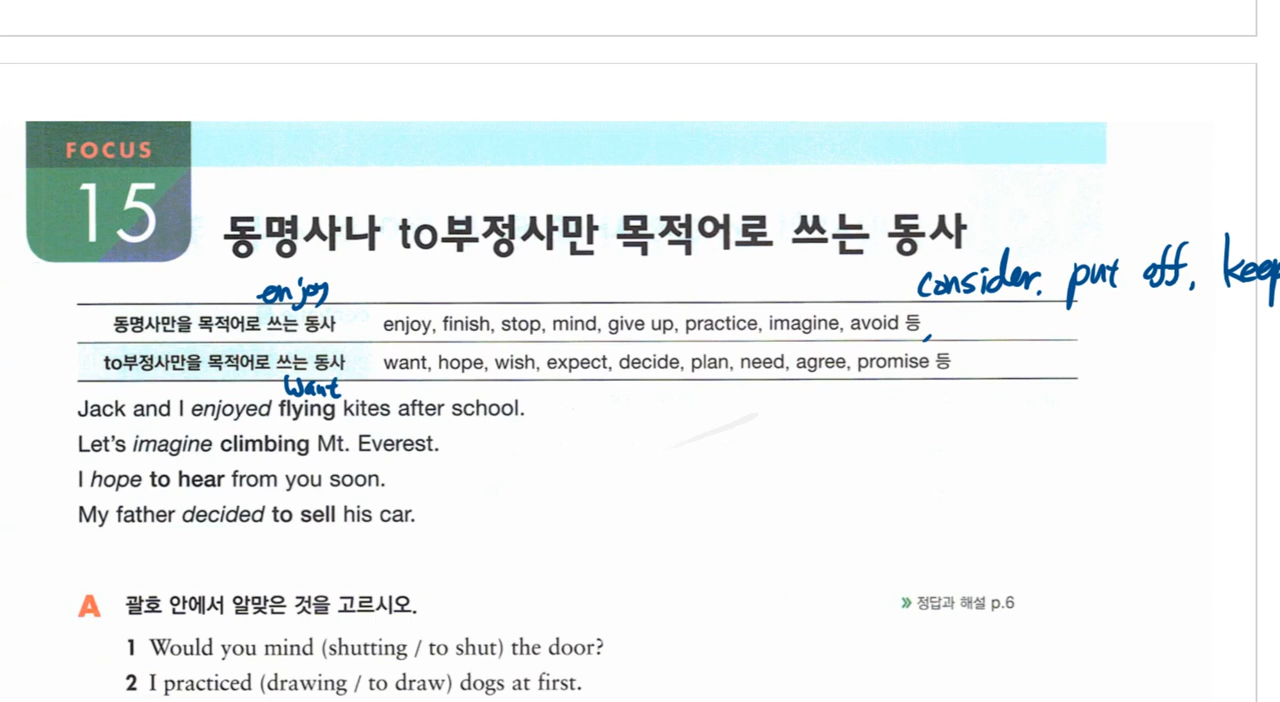 FOCUS
15
동명사나 to부정사만 목적어로 쓰는 동사
consider. put off, keep
enjoy
동명사만을 목적어로 쓰는 동사 enjoy, finish, stop, mind, give up, practice, imagine, avoid 등
to부정사만을 목적어로 쓰는 동사 want, hope, wish, expect, decide, plan, need, agree, promise 등
want
Jack and I enjoyed flying kites after school.
Let's imagine climbing Mt. Everest.
I hope to hear from you soon.
My father decided to sell his car.
A 괄호 안에서 알맞은 것을 고르시오.
» 정답과 해설 p.6
1 Would you mind (shutting / to shut) the door?
2 I practiced (drawing / to draw) dogs at first.